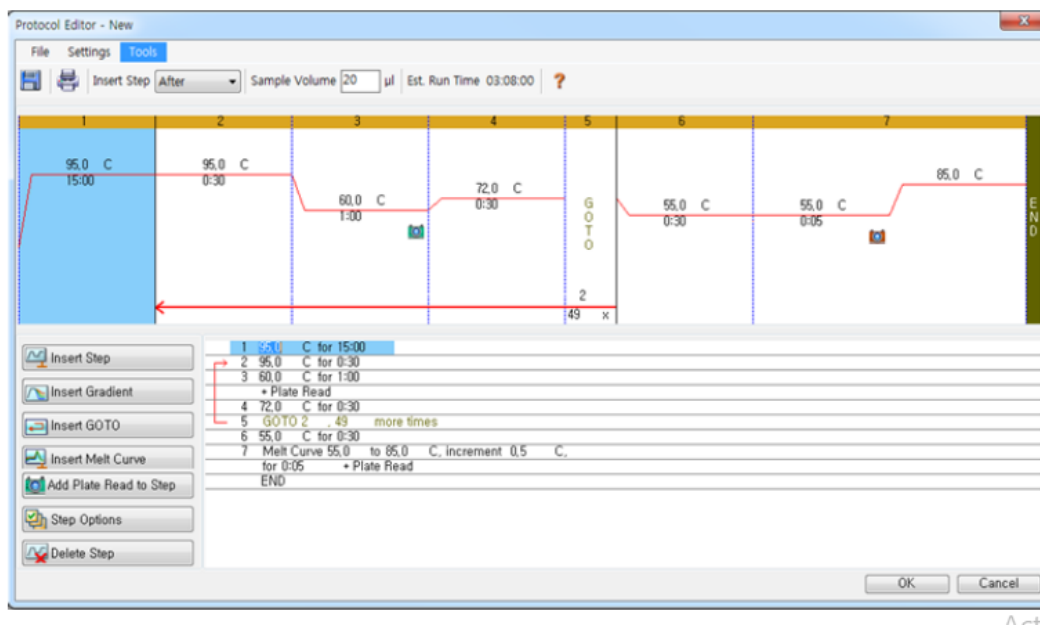 Protocol Editor - New
File Settings Tools
Insert Step After Sample Volume 20 µl Est. Run Time 03:08:00 ?
1 2 3 4 5 6 7
95,0 C
15:00
95,0 C
0:30
60,0 C
1:00
72,0 C
0:30
GOTO
2
49 x
55,0 C
0:30
55,0 C
0:05
85,0 C
END
Insert Step
Insert Gradient
Insert GOTO
Insert Melt Curve
Add Plate Read to Step
Step Options
Delete Step
1 95,0 C for 15:00
2 95,0 C for 0:30
3 60,0 C for 1:00
+ Plate Read
4 72,0 C for 0:30
5 GOTO 2 , 49 more times
6 55,0 C for 0:30
7 Melt Curve 55,0 to 85,0 C, increment 0,5 C,
for 0:05 + Plate Read
END
OK Cancel